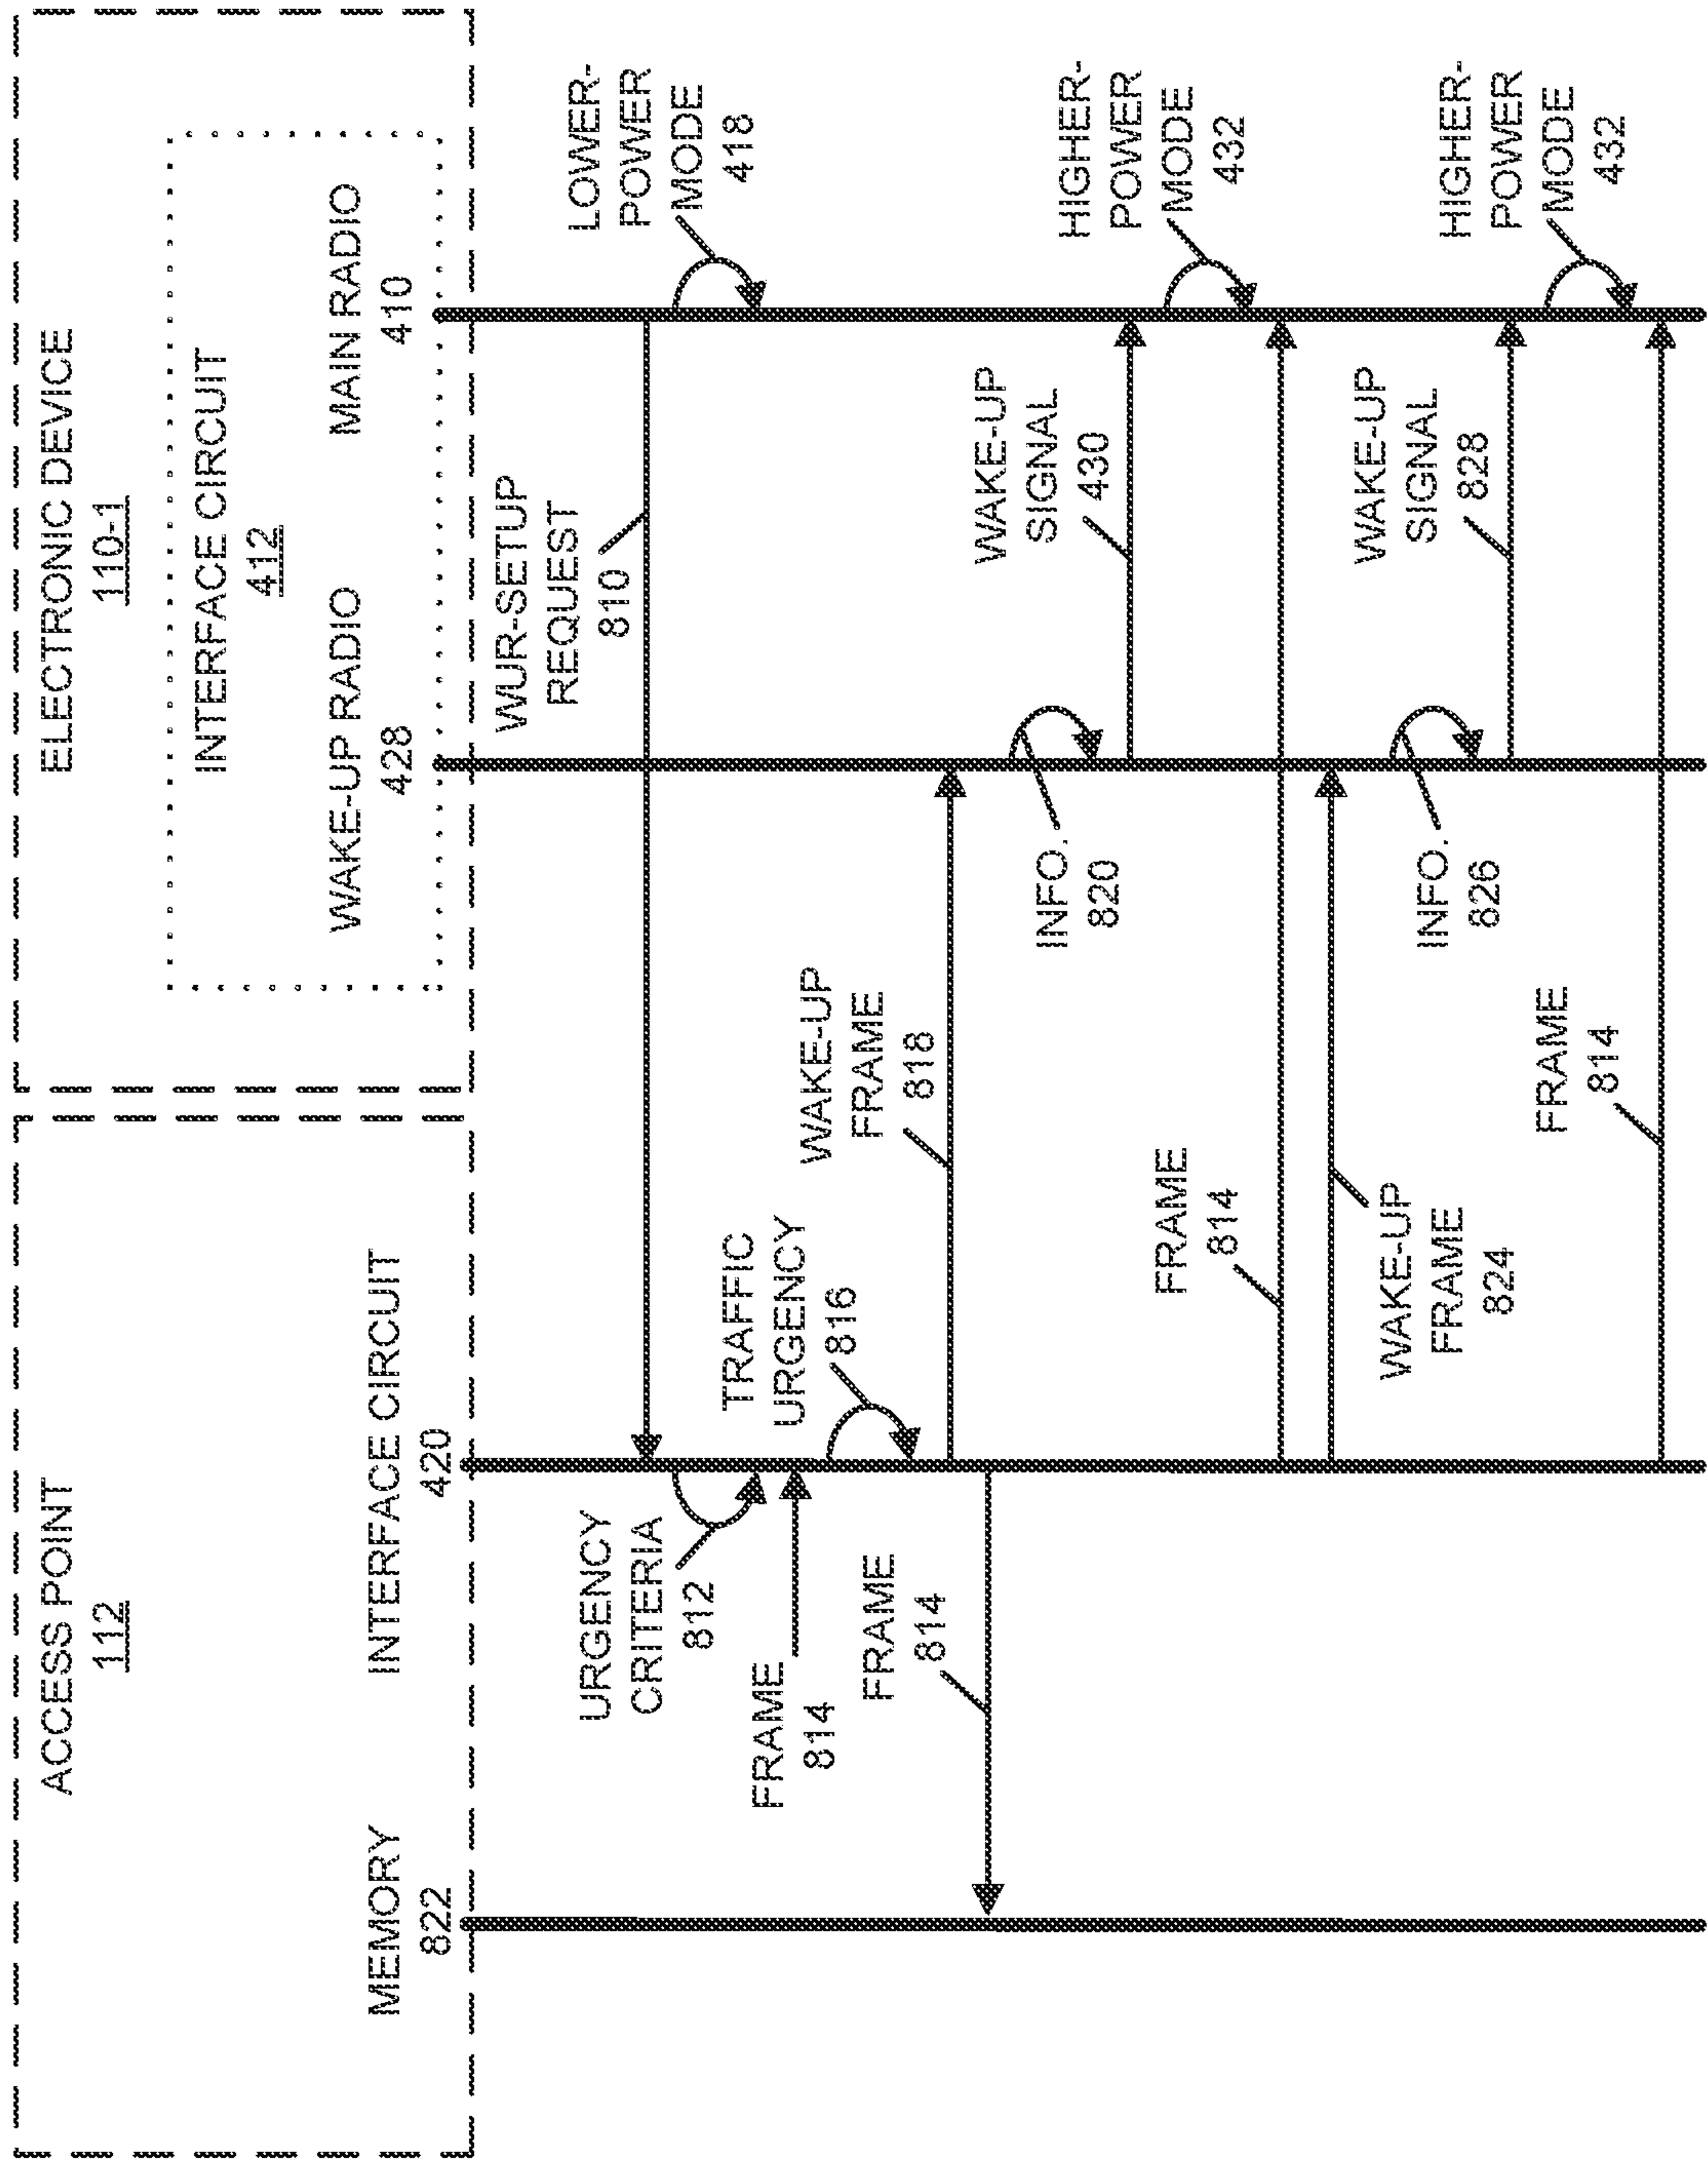 ACCESS POINT
112
ELECTRONIC DEVICE
110-1
INTERFACE CIRCUIT
412
MEMORY
822
INTERFACE CIRCUIT
420
WAKE-UP RADIO
428
MAIN RADIO
410
WUR-SETUP
REQUEST
810
LOWER-
POWER
MODE
418
URGENCY
CRITERIA
812
FRAME
814
TRAFFIC
URGENCY
816
WAKE-UP
FRAME
818
FRAME
814
INFO.
820
WAKE-UP
SIGNAL
430
HIGHER-
POWER
MODE
432
FRAME
814
WAKE-UP
FRAME
824
INFO.
826
WAKE-UP
SIGNAL
828
HIGHER-
POWER
MODE
432
FRAME
814